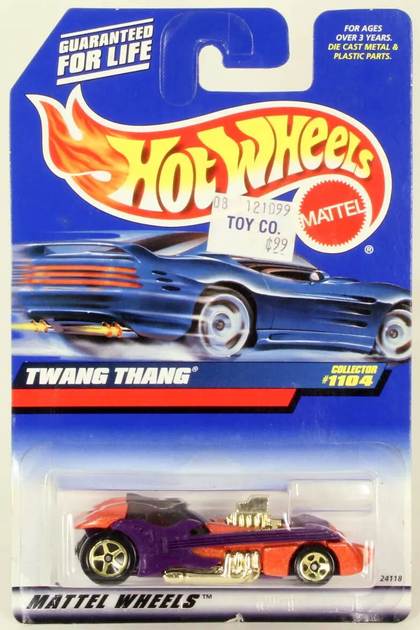 GUARANTEED
FOR LIFE
FOR AGES
OVER 3 YEARS.
DIE CAST METAL &
PLASTIC PARTS.
HOT WHEELS
MATTEL
®
08 121099
TOY CO.
¢99
TWANG THANG®
COLLECTOR
#1104
24118
MATTEL WHEELS™